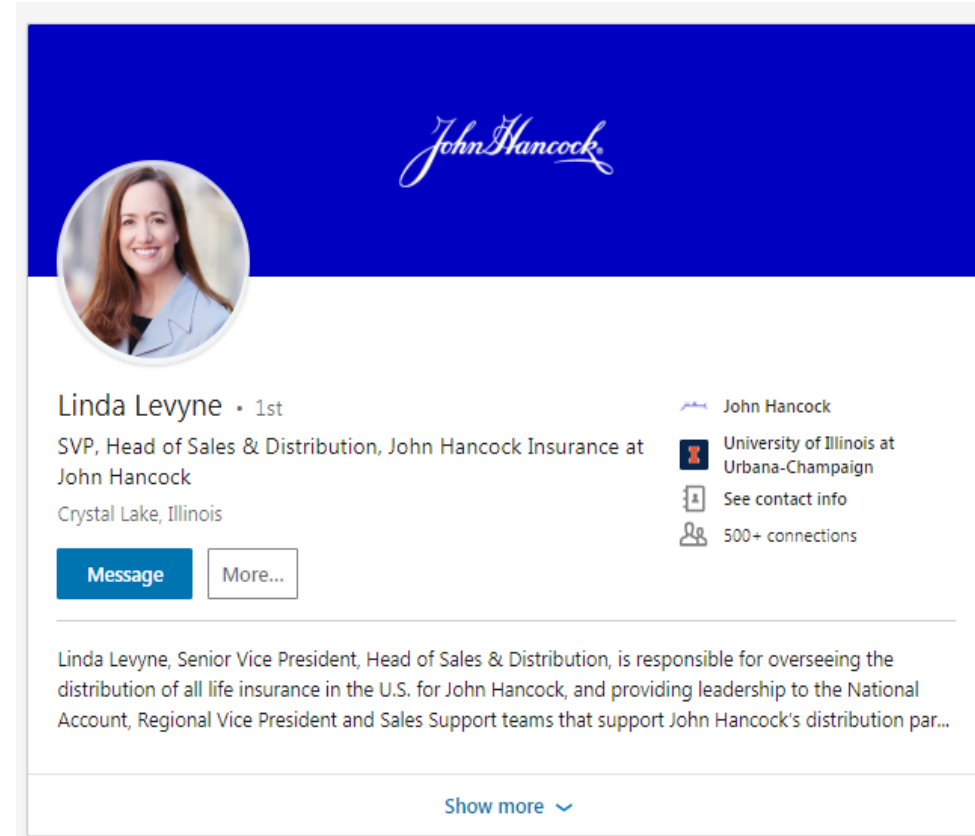 John Hancock®
Linda Levyne • 1st
SVP, Head of Sales & Distribution, John Hancock Insurance at
John Hancock
Crystal Lake, Illinois
Message
More...
John Hancock
University of Illinois at
Urbana-Champaign
See contact info
500+ connections
Linda Levyne, Senior Vice President, Head of Sales & Distribution, is responsible for overseeing the
distribution of all life insurance in the U.S. for John Hancock, and providing leadership to the National
Account, Regional Vice President and Sales Support teams that support John Hancock's distribution par...
Show more